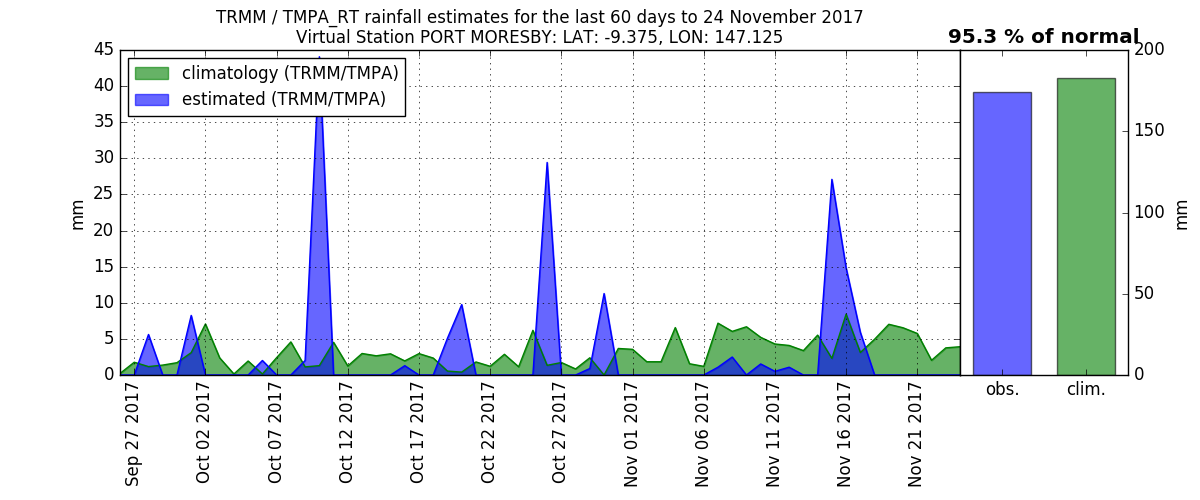 TRMM / TMPA_RT rainfall estimates for the last 60 days to 24 November 2017
Virtual Station PORT MORESBY: LAT: -9.375, LON: 147.125
95.3 % of normal
climatology (TRMM/TMPA)
estimated (TRMM/TMPA)
mm
45
40
35
30
25
20
15
10
5
0
Sep 27 2017
Oct 02 2017
Oct 07 2017
Oct 12 2017
Oct 17 2017
Oct 22 2017
Oct 27 2017
Nov 01 2017
Nov 06 2017
Nov 11 2017
Nov 16 2017
Nov 21 2017
obs.
clim.
200
150
100
50
0
mm